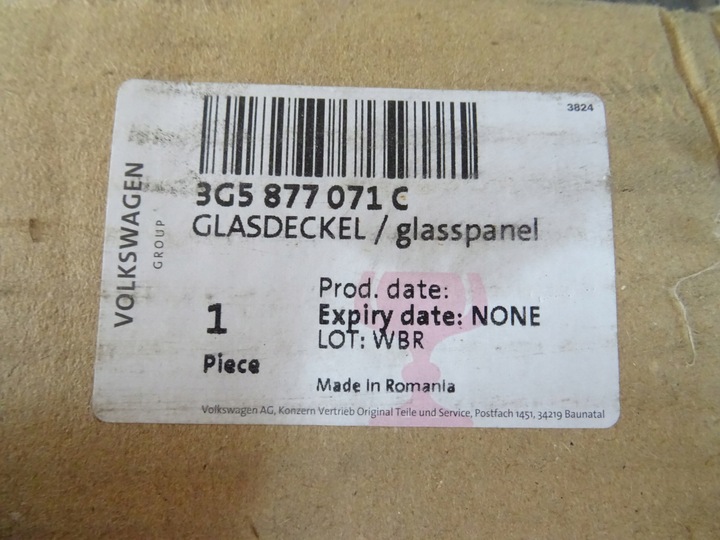 3824
VOLKSWAGEN
GROUP
3G5 877 071 C
GLASDECKEL / glasspanel
1
Piece
Prod. date:
Expiry date: NONE
LOT: WBR
Made in Romania
Volkswagen AG, Konzern Vertrieb Original Teile und Service, Postfach 1451, 34219 Baunatal